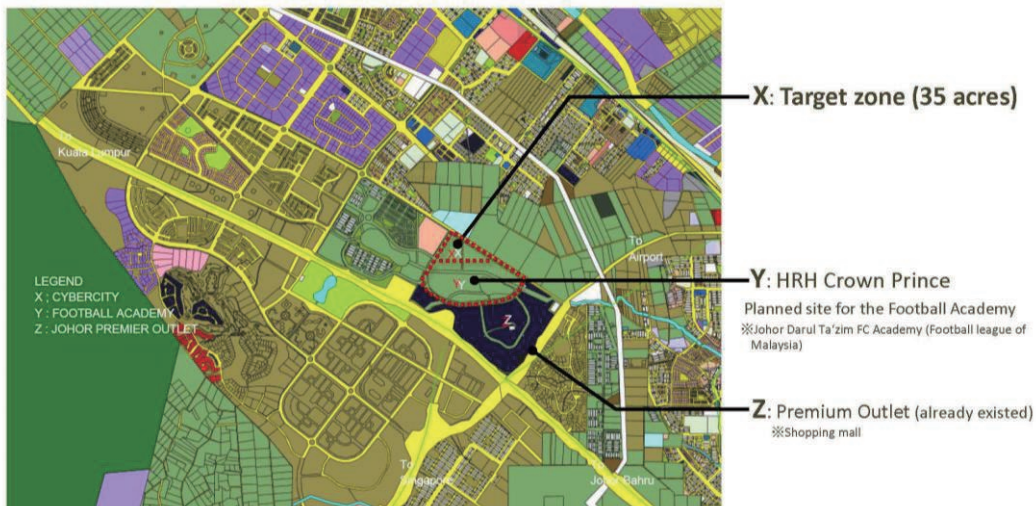 X: Target zone (35 acres)
To
Kuala Lumpur
To
Airport
X
LEGEND
X ; CYBERCITY
Y : FOOTBALL ACADEMY
Z : JOHOR PREMIER OUTLET
Y
Y: HRH Crown Prince
Planned site for the Football Academy
※Johor Darul Ta‘zim FC Academy (Football league of
Malaysia)
Z
Z: Premium Outlet (already existed)
※Shopping mall
To
Singapore
To
Johor Bahru